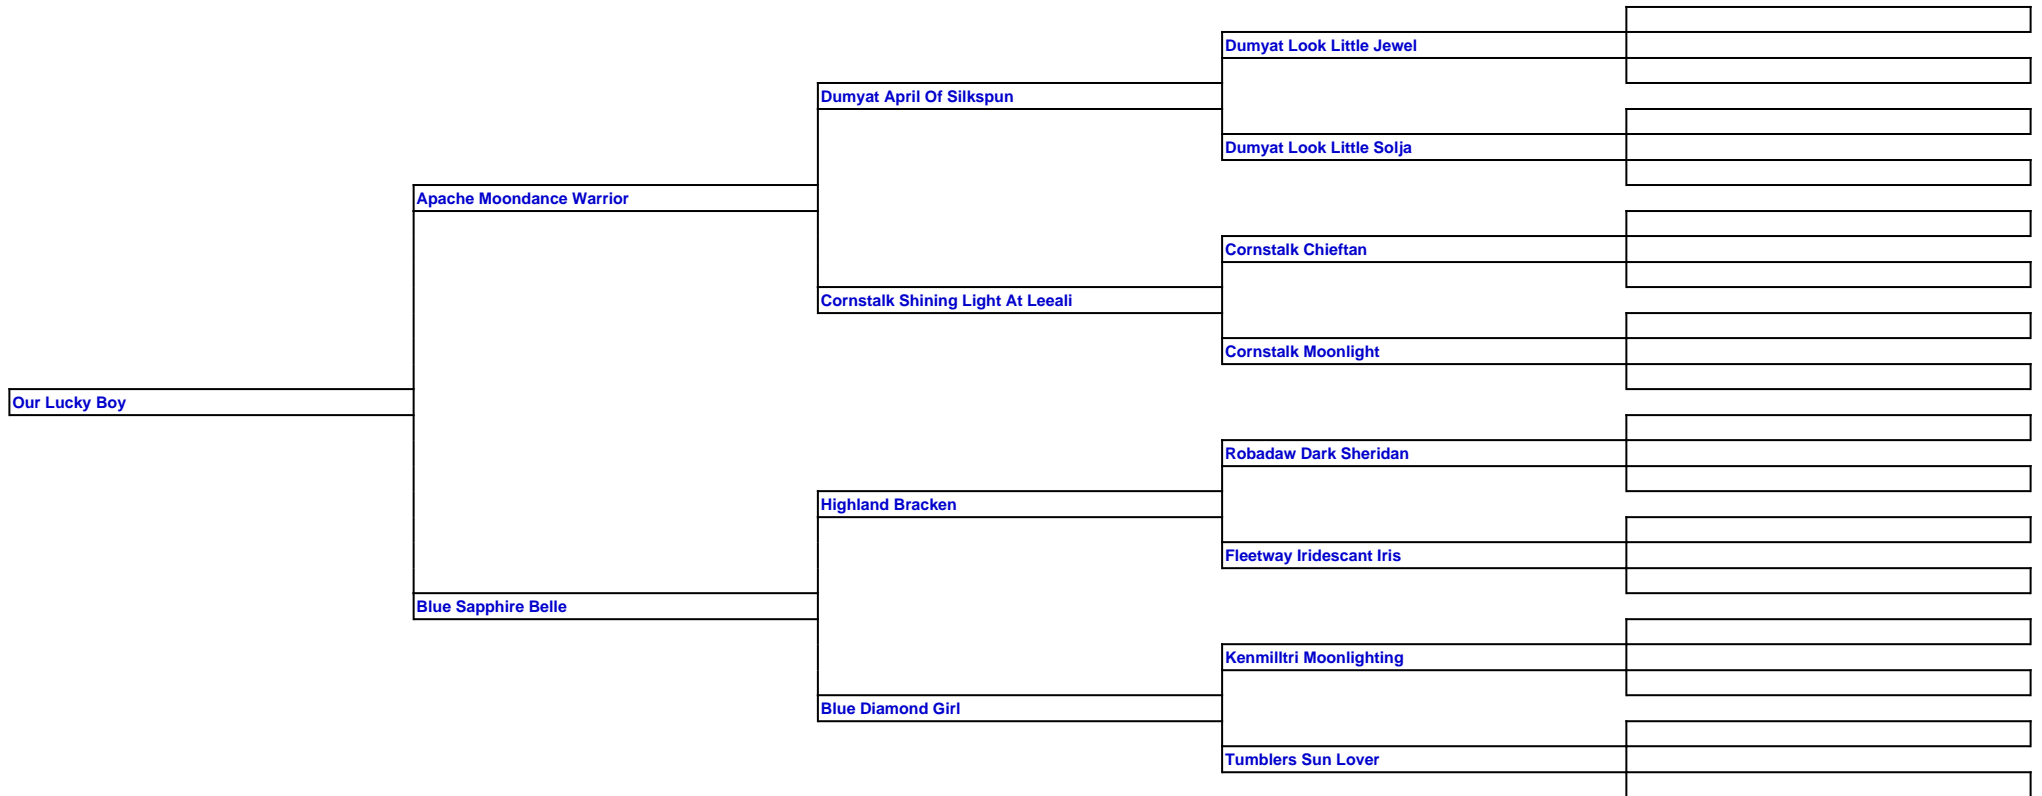 Dumyat Look Little Jewel
Dumyat April Of Silkspun
Dumyat Look Little Solja
Apache Moondance Warrior
Cornstalk Chieftan
Cornstalk Shining Light At Leeali
Cornstalk Moonlight
Our Lucky Boy
Robadaw Dark Sheridan
Highland Bracken
Fleetway Iridescant Iris
Blue Sapphire Belle
Kenmilltri Moonlighting
Blue Diamond Girl
Tumblers Sun Lover